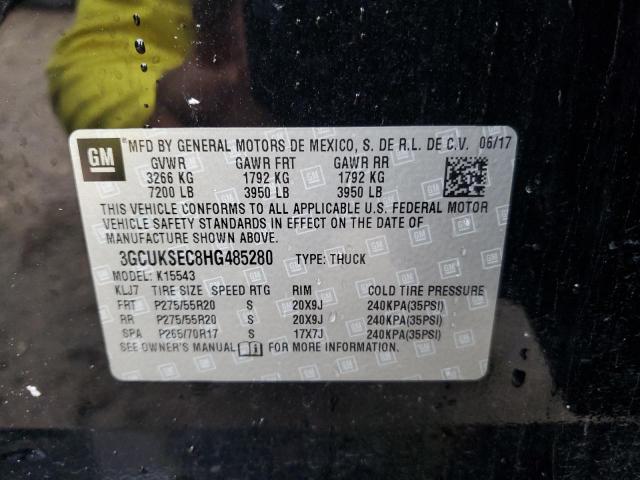 GM
®MFD BY GENERAL MOTORS DE MEXICO, S. DE R.L. DE C.V. 06/17
GVWR GAWR FRT GAWR RR
3266 KG 1792 KG 1792 KG
7200 LB 3950 LB 3950 LB
THIS VEHICLE CONFORMS TO ALL APPLICABLE U.S. FEDERAL MOTOR
VEHICLE SAFETY STANDARDS IN EFFECT ON THE DATE OF
MANUFACTURE SHOWN ABOVE.
3GCUKSEC8HG485280 TYPE: THUCK
MODEL: K15543
KLJ7 TIRE SIZE SPEED RTG RIM COLD TIRE PRESSURE
FRT P275/55R20 S 20X9J 240KPA(35PSI)
RR P275/55R20 S 20X9J 240KPA(35PSI)
SPA P265/70R17 S 17X7J 240KPA(35PSI)
SEE OWNER'S MANUAL FOR MORE INFORMATION.